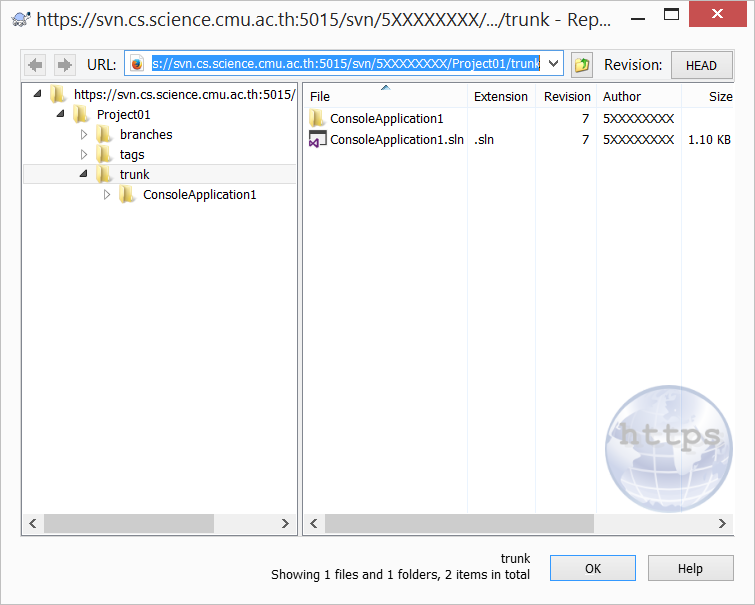 https://svn.cs.science.cmu.ac.th:5015/svn/5XXXXXXXX/.../trunk - Rep...
URL: s://svn.cs.science.cmu.ac.th:5015/svn/5XXXXXXXX/Project01/trunk Revision: HEAD
https://svn.cs.science.cmu.ac.th:5015/
Project01
branches
tags
trunk
ConsoleApplication1
File Extension Revision Author Size
ConsoleApplication1 7 5XXXXXXXX
ConsoleApplication1.sln .sln 7 5XXXXXXXX 1.10 KB
https
trunk
Showing 1 files and 1 folders, 2 items in total
OK Help